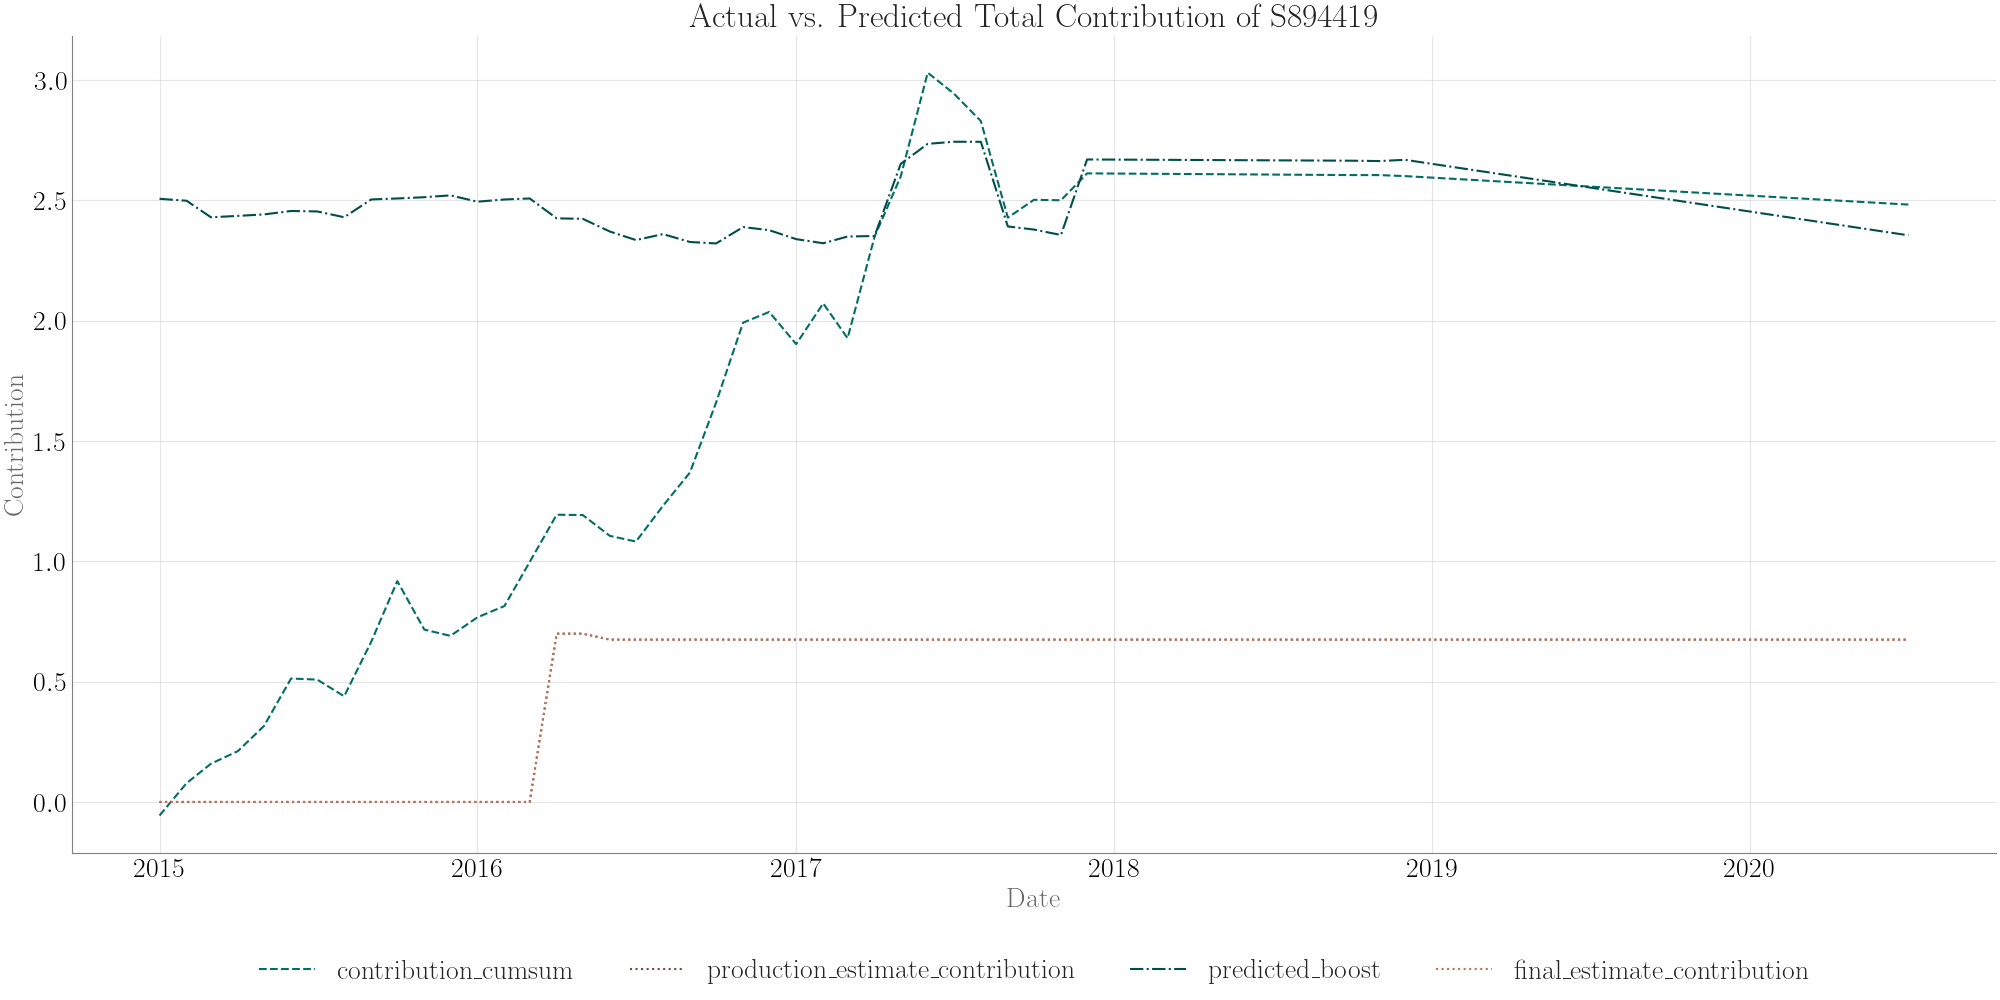 Actual vs. Predicted Total Contribution of S894419
3.0
2.5
2.0
1.5
1.0
0.5
0.0
Contribution
2015 2016 2017 2018 2019 2020
Date
contribution_cumsum production_estimate_contribution predicted_boost final_estimate_contribution